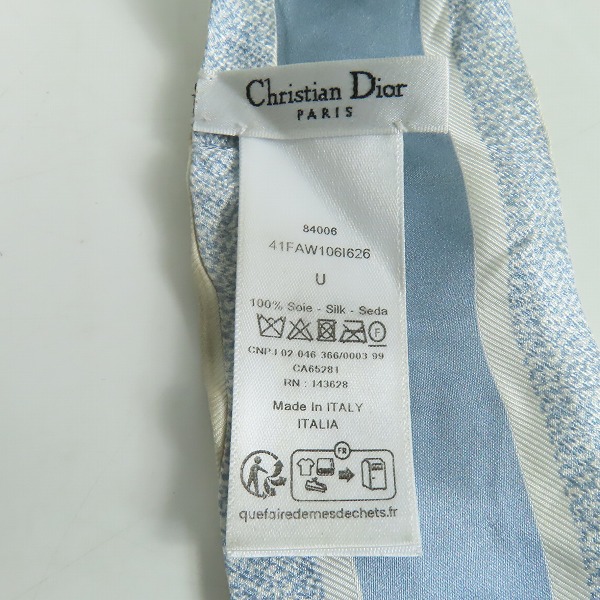 Christian Dior
PARIS
84006
41FAW106I626
U
100% Soie - Silk - Seda
F
CNPJ 02 046 366/0003 99
CA65281
RN : 143628
Made in ITALY
ITALIA
FR
quefairedemesdechets.fr